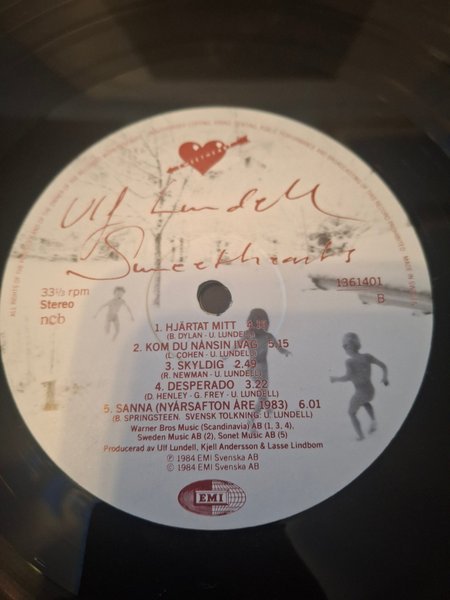 SWEETHEARTS
Ulf Lundell
Sweethearts
33⅓ rpm
Stereo
ncb
1361401
B
1
1. HJÄRTAT MITT
(B. DYLAN - U. LUNDELL)
2. KOM DU NÅNSIN IVÄG 5.15
(L. COHEN - U. LUNDELL)
3. SKYLDIG 2.49
(R. NEWMAN - U. LUNDELL)
4. DESPERADO 3.22
(D. HENLEY - G. FREY - U. LUNDELL)
5. SANNA (NYÅRSAFTON ÅRE 1983) 6.01
(B. SPRINGSTEEN. SVENSK TOLKNING: U. LUNDELL)
Warner Bros Music (Scandinavia) AB (1, 3, 4),
Sweden Music AB (2), Sonet Music AB (5)
Producerad av Ulf Lundell, Kjell Andersson & Lasse Lindbom
Ⓟ 1984 EMI Svenska AB
© 1984 EMI Svenska AB
EMI